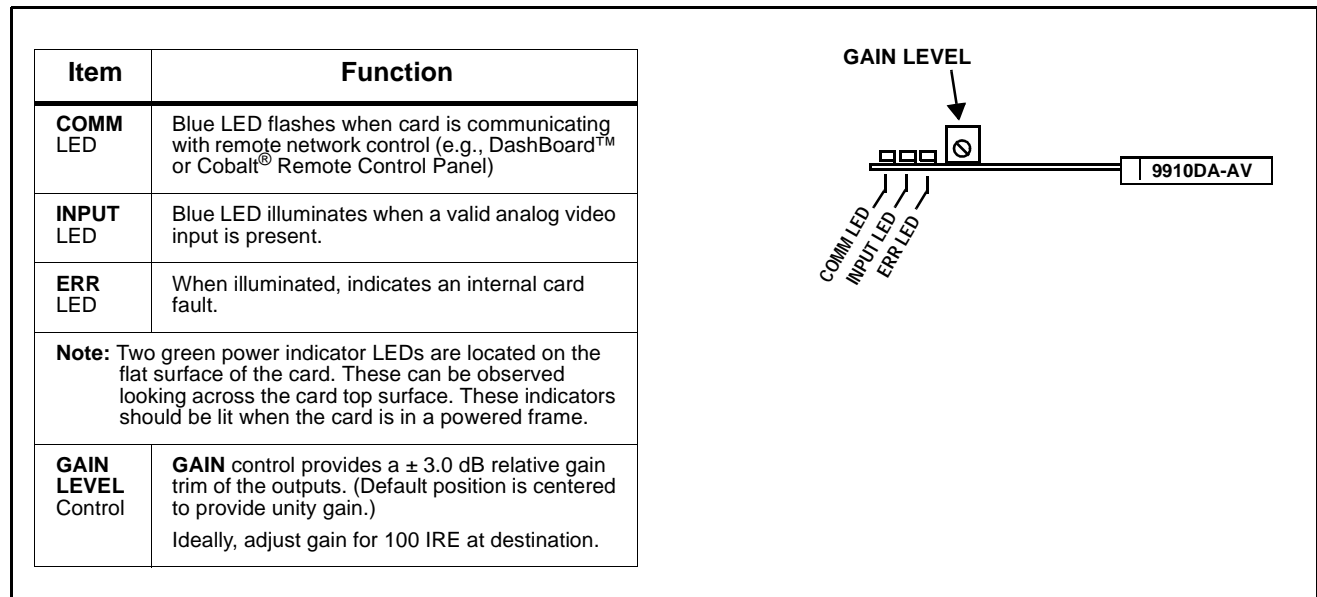 Item Function
COMM LED
Blue LED flashes when card is communicating
with remote network control (e.g., DashBoard™
or Cobalt® Remote Control Panel)
INPUT LED
Blue LED illuminates when a valid analog video
input is present.
ERR LED
When illuminated, indicates an internal card
fault.
Note: Two green power indicator LEDs are located on the
flat surface of the card. These can be observed
looking across the card top surface. These indicators
should be lit when the card is in a powered frame.
GAIN LEVEL Control
GAIN control provides a ± 3.0 dB relative gain
trim of the outputs. (Default position is centered
to provide unity gain.)
Ideally, adjust gain for 100 IRE at destination.
GAIN LEVEL
9910DA-AV
COMM LED
INPUT LED
ERR LED